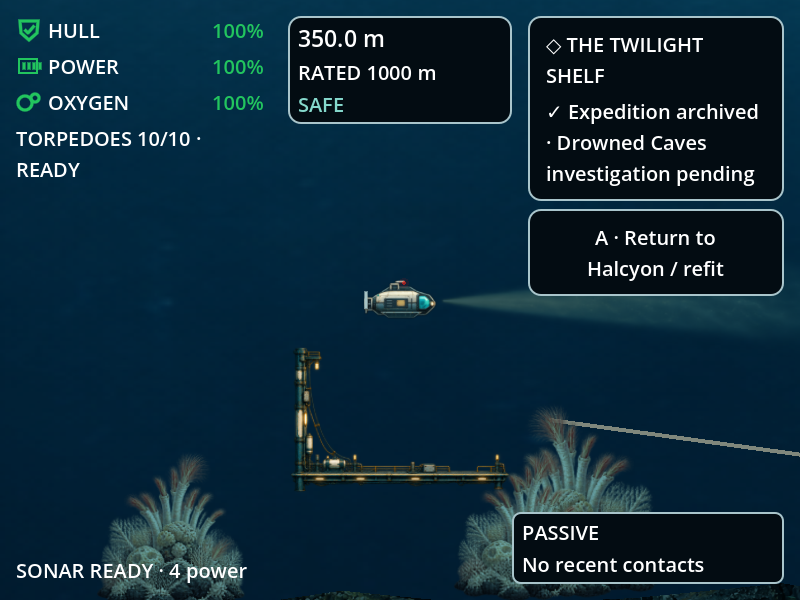 HULL 100%
POWER 100%
OXYGEN 100%
TORPEDOES 10/10 ·
READY
350.0 m
RATED 1000 m
SAFE
◇ THE TWILIGHT
SHELF
✓ Expedition archived
· Drowned Caves
investigation pending
A · Return to
Halcyon / refit
SONAR READY · 4 power
PASSIVE
No recent contacts